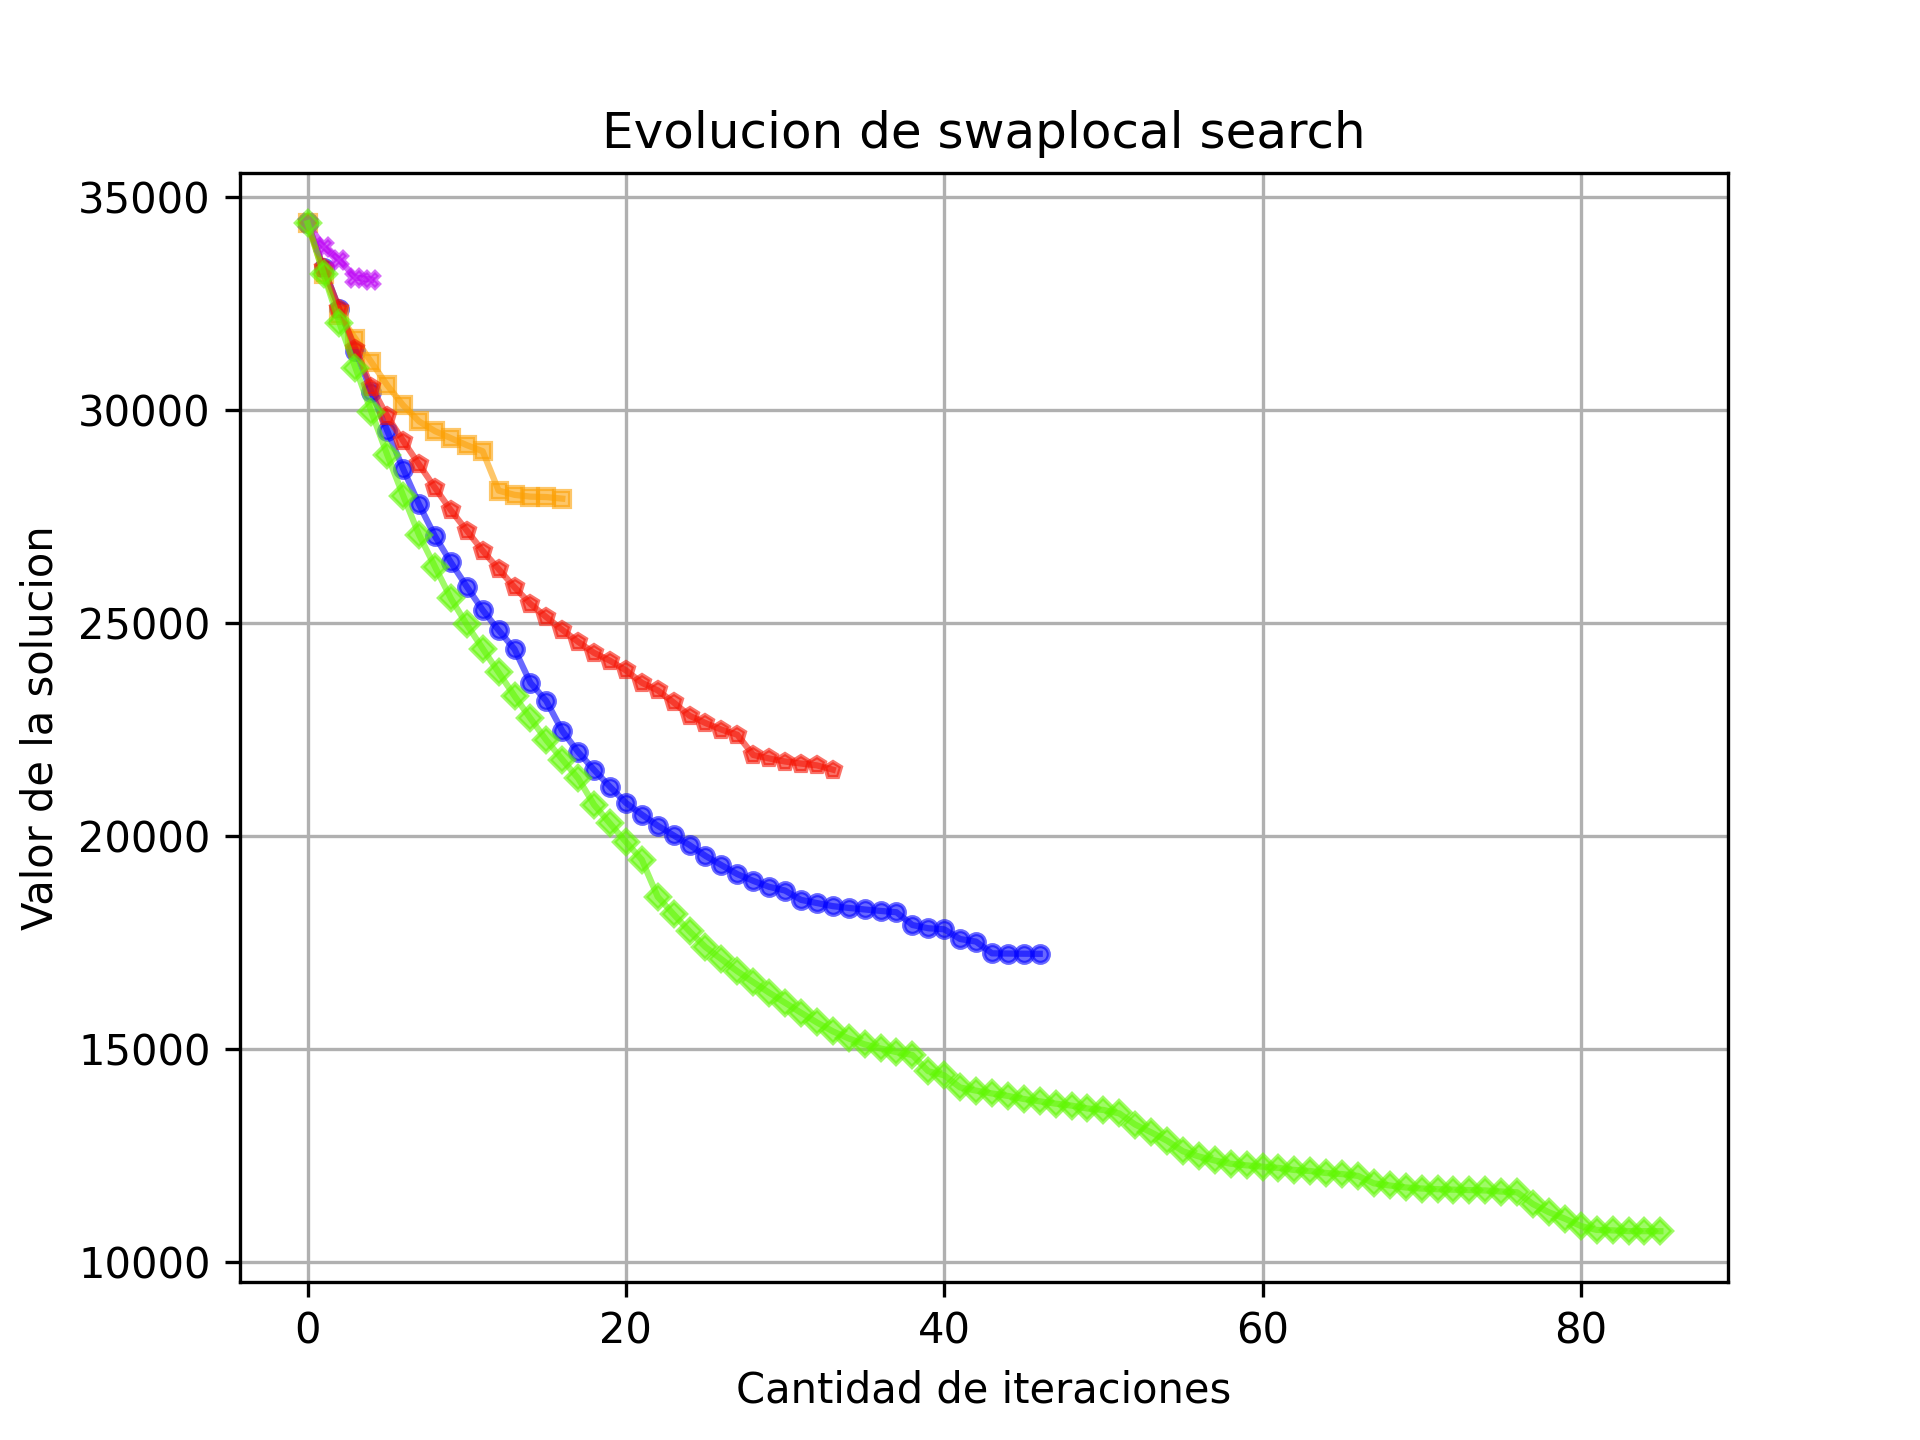 Evolucion de swaplocal search
35000
30000
25000
20000
15000
10000
Valor de la solucion
0 20 40 60 80
Cantidad de iteraciones